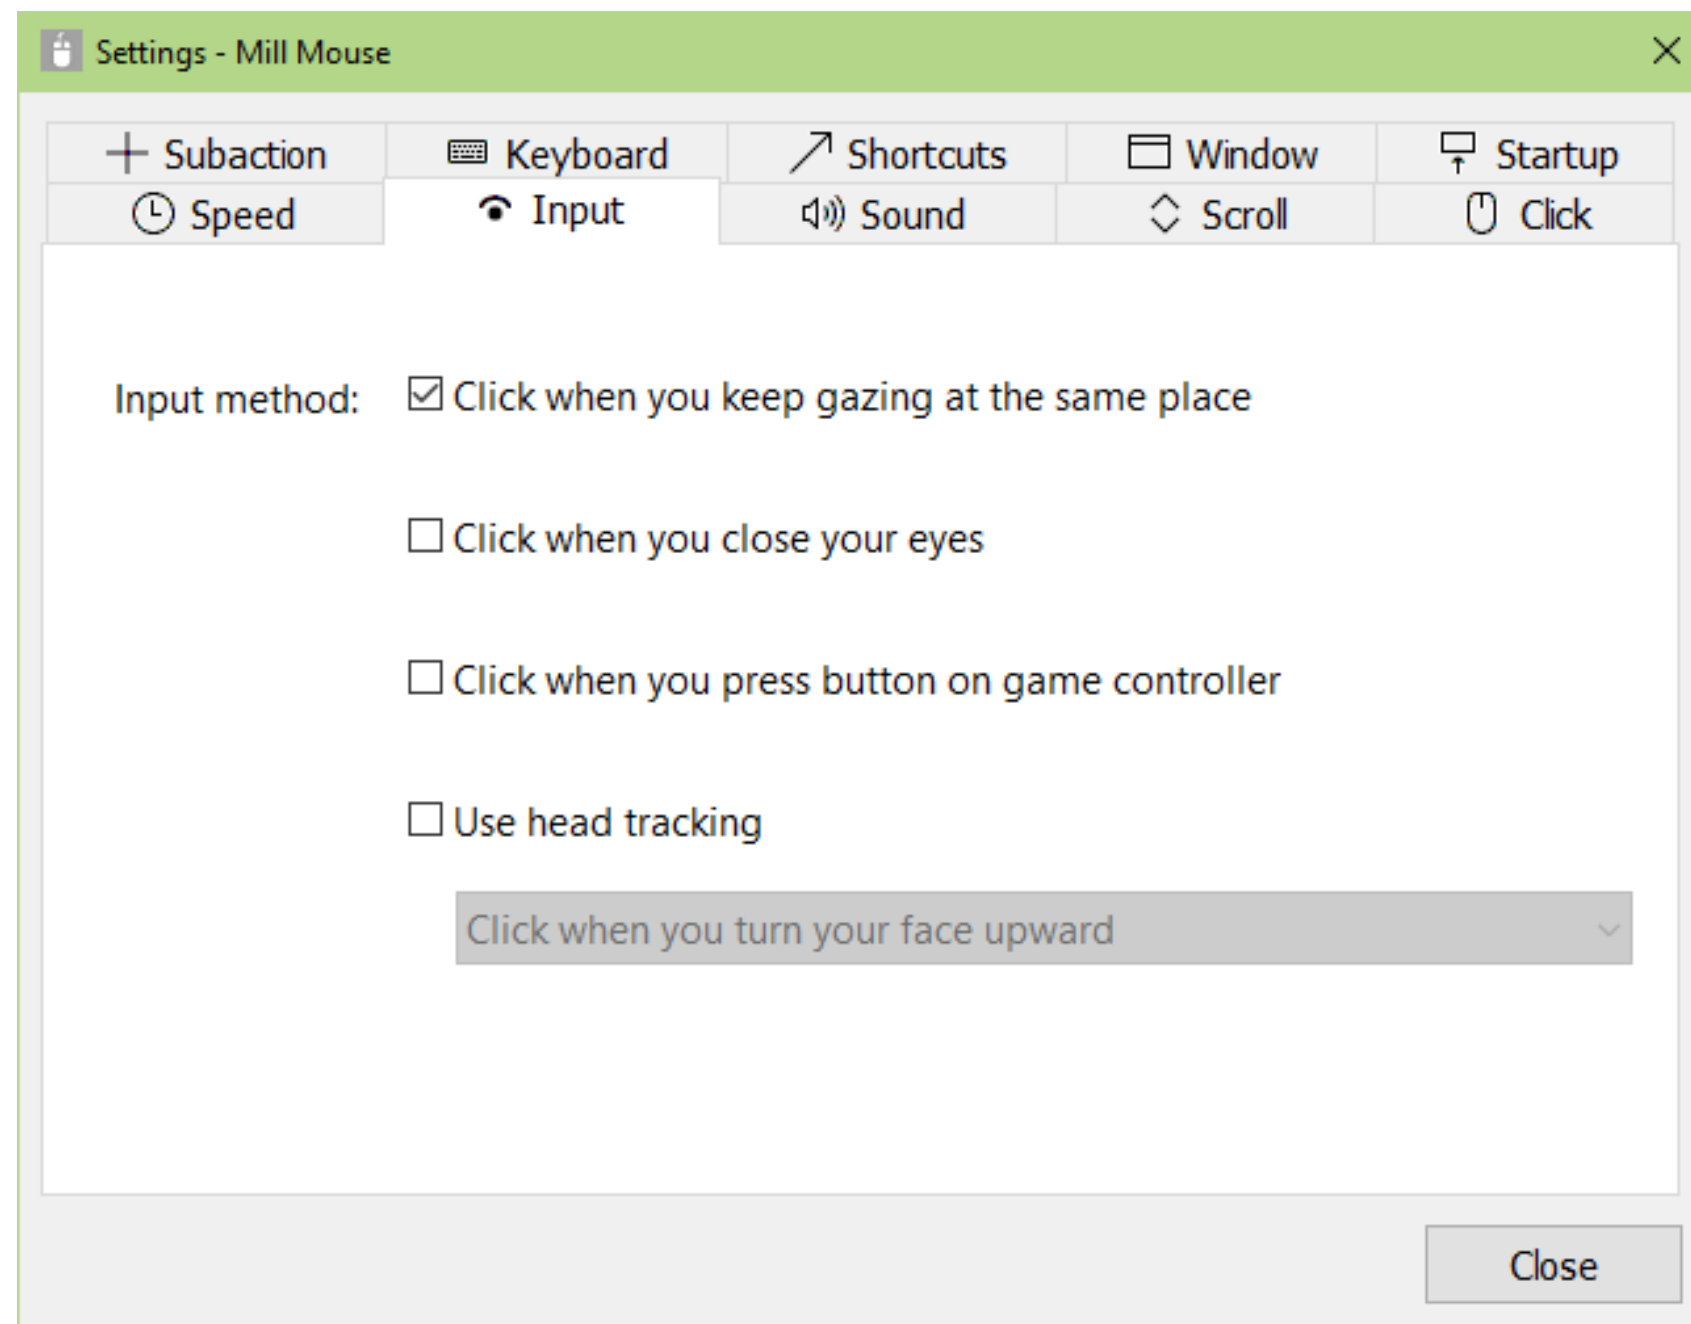 Settings - Mill Mouse
Subaction Keyboard Shortcuts Window Startup
Speed Input Sound Scroll Click
Input method: Click when you keep gazing at the same place
Click when you close your eyes
Click when you press button on game controller
Use head tracking
Click when you turn your face upward
Close